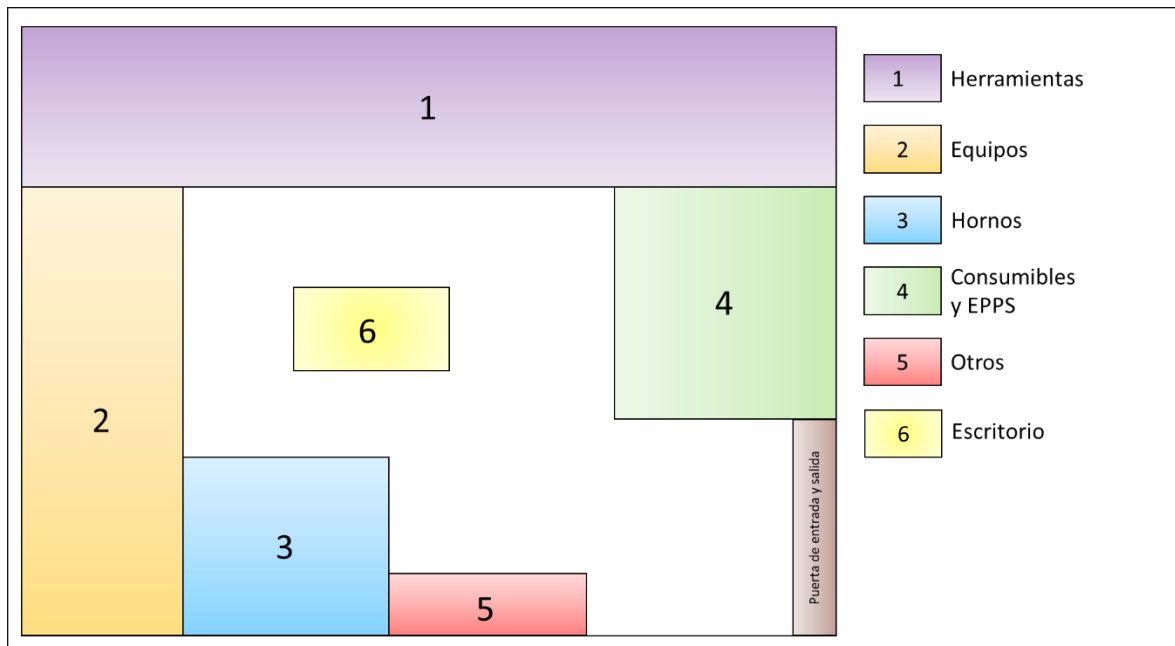 1
2
3
4
5
6
Puerta de entrada y salida
1 Herramientas
2 Equipos
3 Hornos
4 Consumibles
y EPPS
5 Otros
6 Escritorio